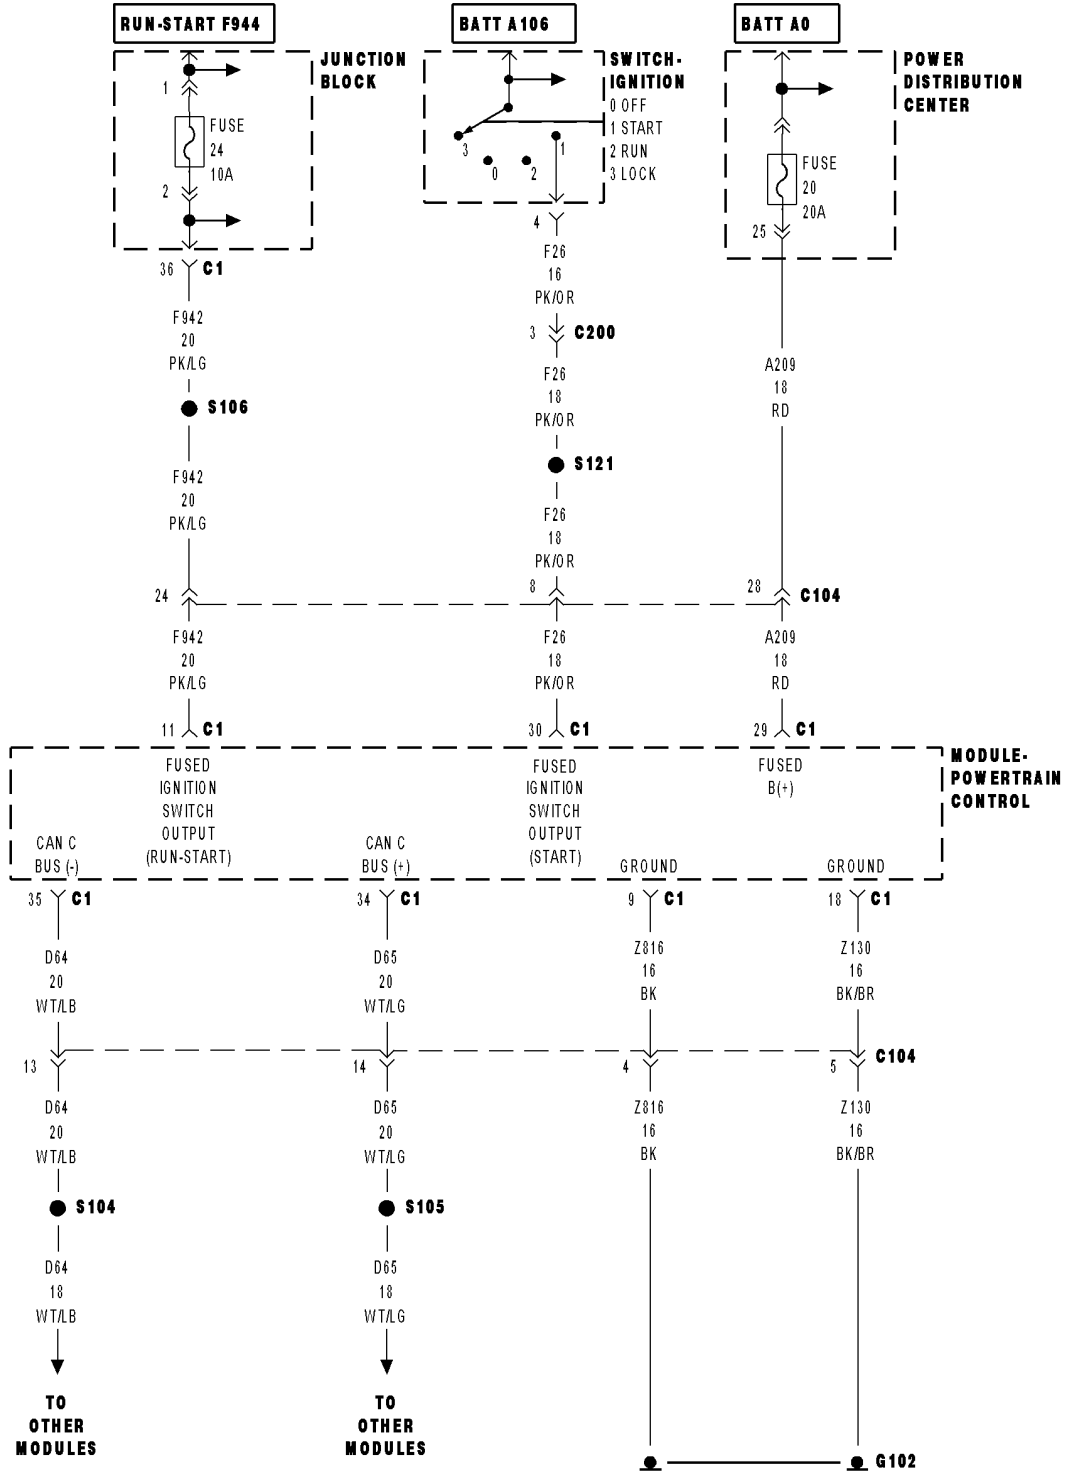 RUN-START F944
BATT A106
BATT A0
JUNCTION
BLOCK
1
FUSE
24
10A
2
36 C1
SWITCH-
IGNITION
0 OFF
1 START
2 RUN
3 LOCK
3
0
2
1
4
POWER
DISTRIBUTION
CENTER
FUSE
20
20A
25
F942
20
PK/LG
S106
F942
20
PK/LG
F26
16
PK/OR
3 C200
F26
18
PK/OR
S121
F26
18
PK/OR
A209
18
RD
24
8
28 C104
F942
20
PK/LG
F26
18
PK/OR
A209
18
RD
11 C1
30 C1
29 C1
MODULE-
POWERTRAIN
CONTROL
FUSED
IGNITION
SWITCH
OUTPUT
(RUN-START)
FUSED
IGNITION
SWITCH
OUTPUT
(START)
FUSED
B(+)
CAN C
BUS (-)
CAN C
BUS (+)
GROUND
GROUND
35 C1
34 C1
9 C1
18 C1
D64
20
WT/LB
D65
20
WT/LG
Z816
16
BK
Z130
16
BK/BR
13
14
4
5 C104
D64
20
WT/LB
D65
20
WT/LG
Z816
16
BK
Z130
16
BK/BR
S104
S105
D64
18
WT/LB
D65
18
WT/LG
TO
OTHER
MODULES
TO
OTHER
MODULES
G102